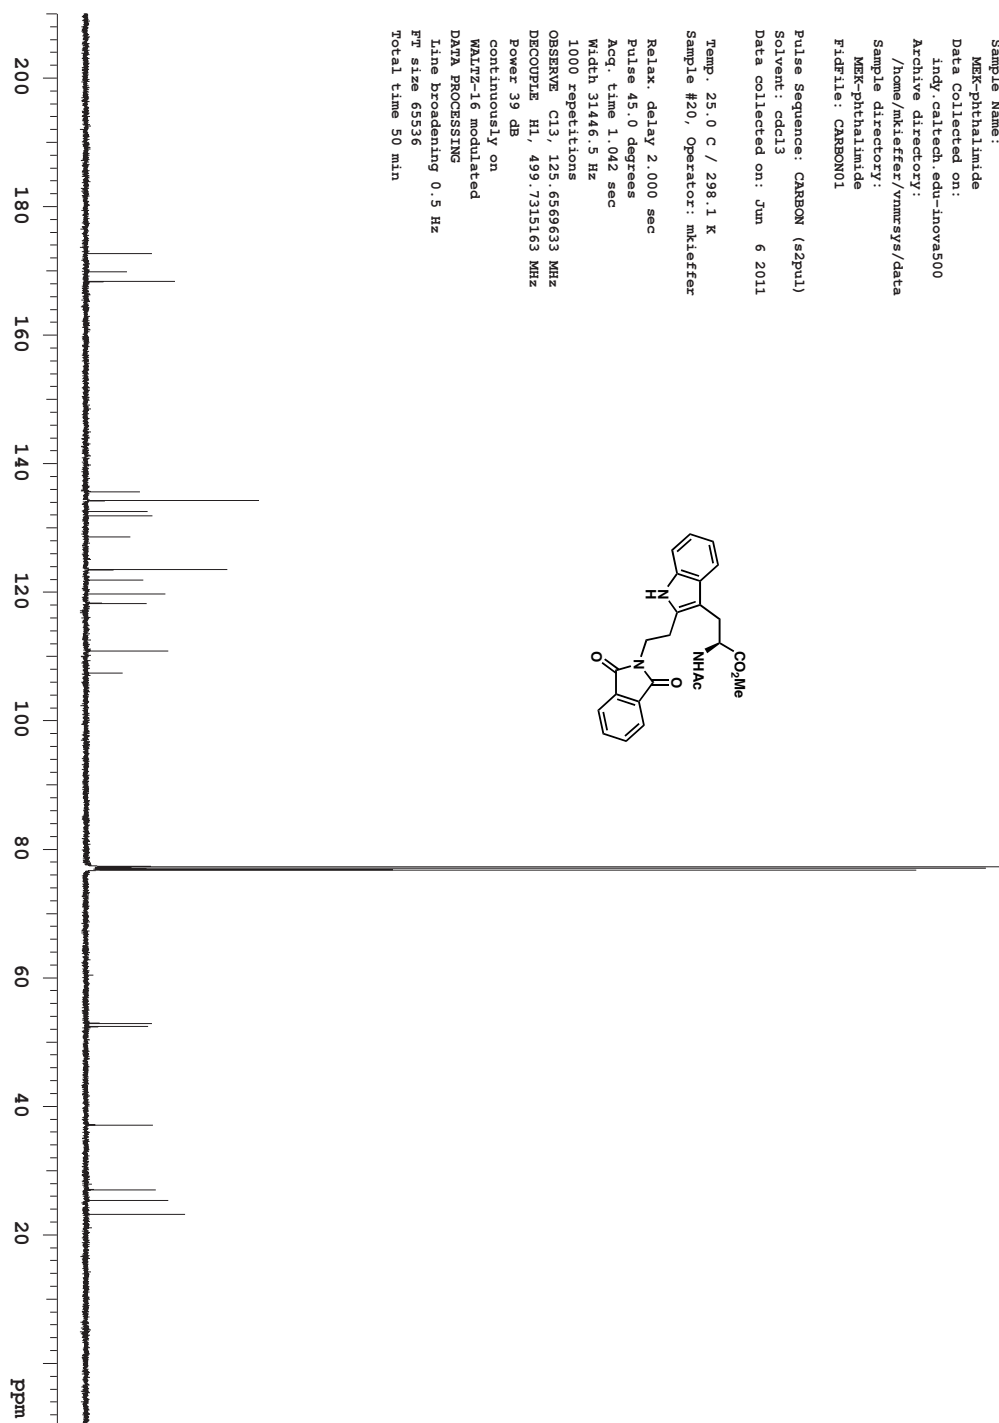 Sample Name:
MEK-phthalimide
Data Collected on:
indy.caltech.edu-inova500
Archive directory:
/home/mkieffer/vnmrsys/data
Sample directory:
MEK-phthalimide
FidFile: CARBON01
Pulse Sequence: CARBON (s2pul)
Solvent: cdcl3
Data collected on: Jun 6 2011
Temp. 25.0 C / 298.1 K
Sample #20, Operator: mkieffer
Relax. delay 2.000 sec
Pulse 45.0 degrees
Acq. time 1.042 sec
Width 31446.5 Hz
1000 repetitions
OBSERVE C13, 125.6569633 MHz
DECOUPLE H1, 499.7315163 MHz
Power 39 dB
continuously on
WALTZ-16 modulated
DATA PROCESSING
Line broadening 0.5 Hz
FT size 65536
Total time 50 min
CO2Me
NHAc
N
H
N
O
O
200 180 160 140 120 100 80 60 40 20 ppm